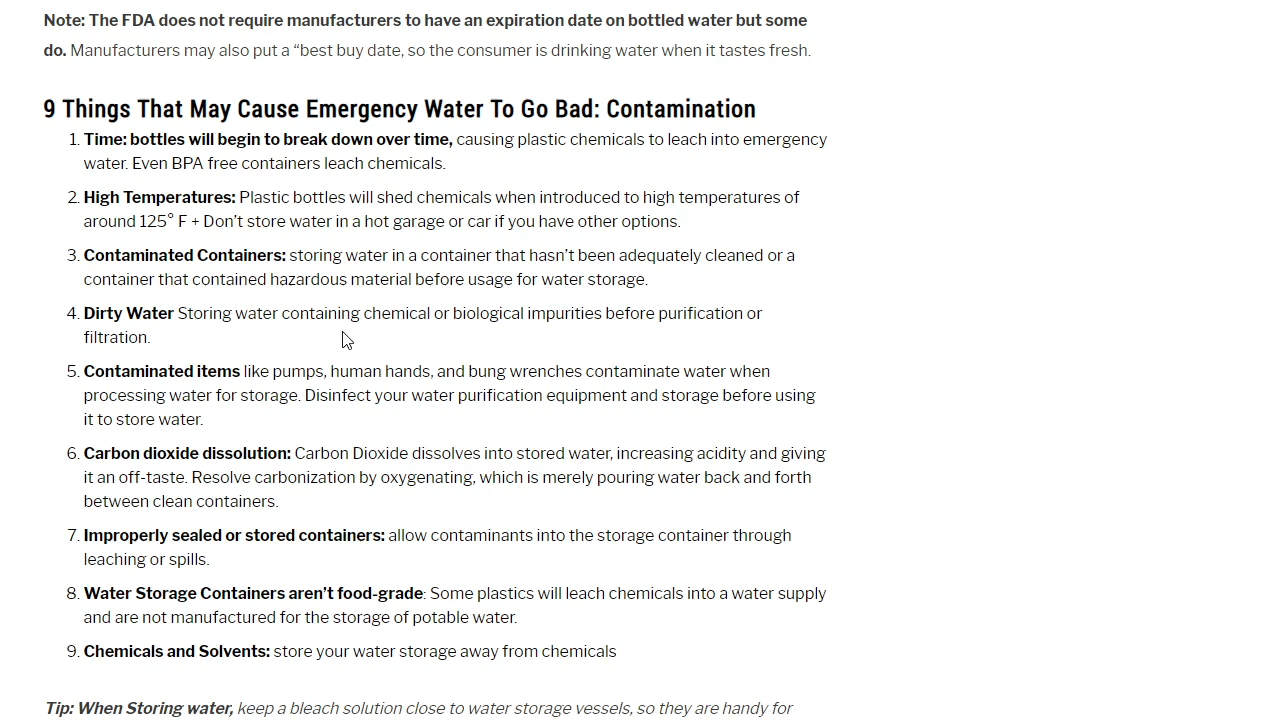 Note: The FDA does not require manufacturers to have an expiration date on bottled water but some
do. Manufacturers may also put a “best buy date, so the consumer is drinking water when it tastes fresh.
9 Things That May Cause Emergency Water To Go Bad: Contamination
1. Time: bottles will begin to break down over time, causing plastic chemicals to leach into emergency
water. Even BPA free containers leach chemicals.
2. High Temperatures: Plastic bottles will shed chemicals when introduced to high temperatures of
around 125° F + Don’t store water in a hot garage or car if you have other options.
3. Contaminated Containers: storing water in a container that hasn’t been adequately cleaned or a
container that contained hazardous material before usage for water storage.
4. Dirty Water Storing water containing chemical or biological impurities before purification or
filtration.
5. Contaminated items like pumps, human hands, and bung wrenches contaminate water when
processing water for storage. Disinfect your water purification equipment and storage before using
it to store water.
6. Carbon dioxide dissolution: Carbon Dioxide dissolves into stored water, increasing acidity and giving
it an off-taste. Resolve carbonization by oxygenating, which is merely pouring water back and forth
between clean containers.
7. Improperly sealed or stored containers: allow contaminants into the storage container through
leaching or spills.
8. Water Storage Containers aren’t food-grade: Some plastics will leach chemicals into a water supply
and are not manufactured for the storage of potable water.
9. Chemicals and Solvents: store your water storage away from chemicals
Tip: When Storing water, keep a bleach solution close to water storage vessels, so they are handy for